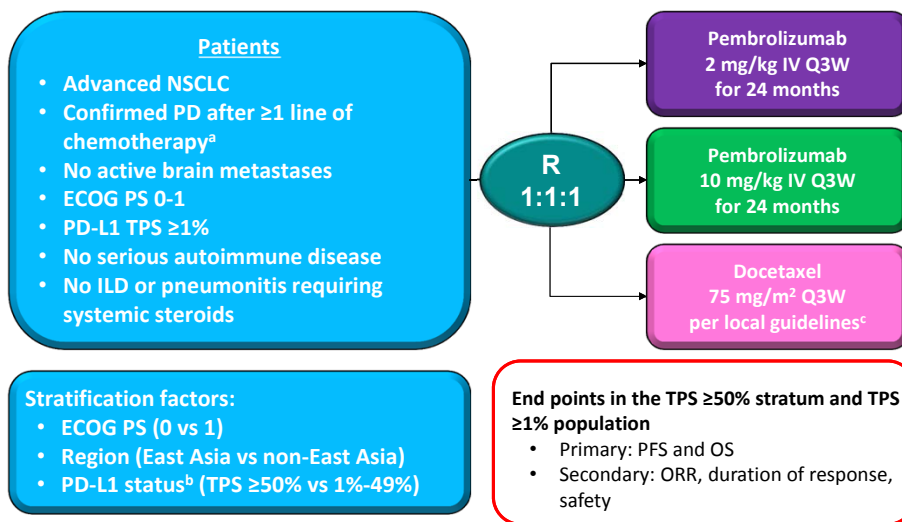 Patients
• Advanced NSCLC
• Confirmed PD after ≥1 line of
chemotherapyᵃ
• No active brain metastases
• ECOG PS 0-1
• PD-L1 TPS ≥1%
• No serious autoimmune disease
• No ILD or pneumonitis requiring
systemic steroids
R
1:1:1
Pembrolizumab
2 mg/kg IV Q3W
for 24 months
Pembrolizumab
10 mg/kg IV Q3W
for 24 months
Docetaxel
75 mg/m² Q3W
per local guidelinesᶜ
Stratification factors:
• ECOG PS (0 vs 1)
• Region (East Asia vs non-East Asia)
• PD-L1 statusᵇ (TPS ≥50% vs 1%-49%)
End points in the TPS ≥50% stratum and TPS
≥1% population
• Primary: PFS and OS
• Secondary: ORR, duration of response,
safety